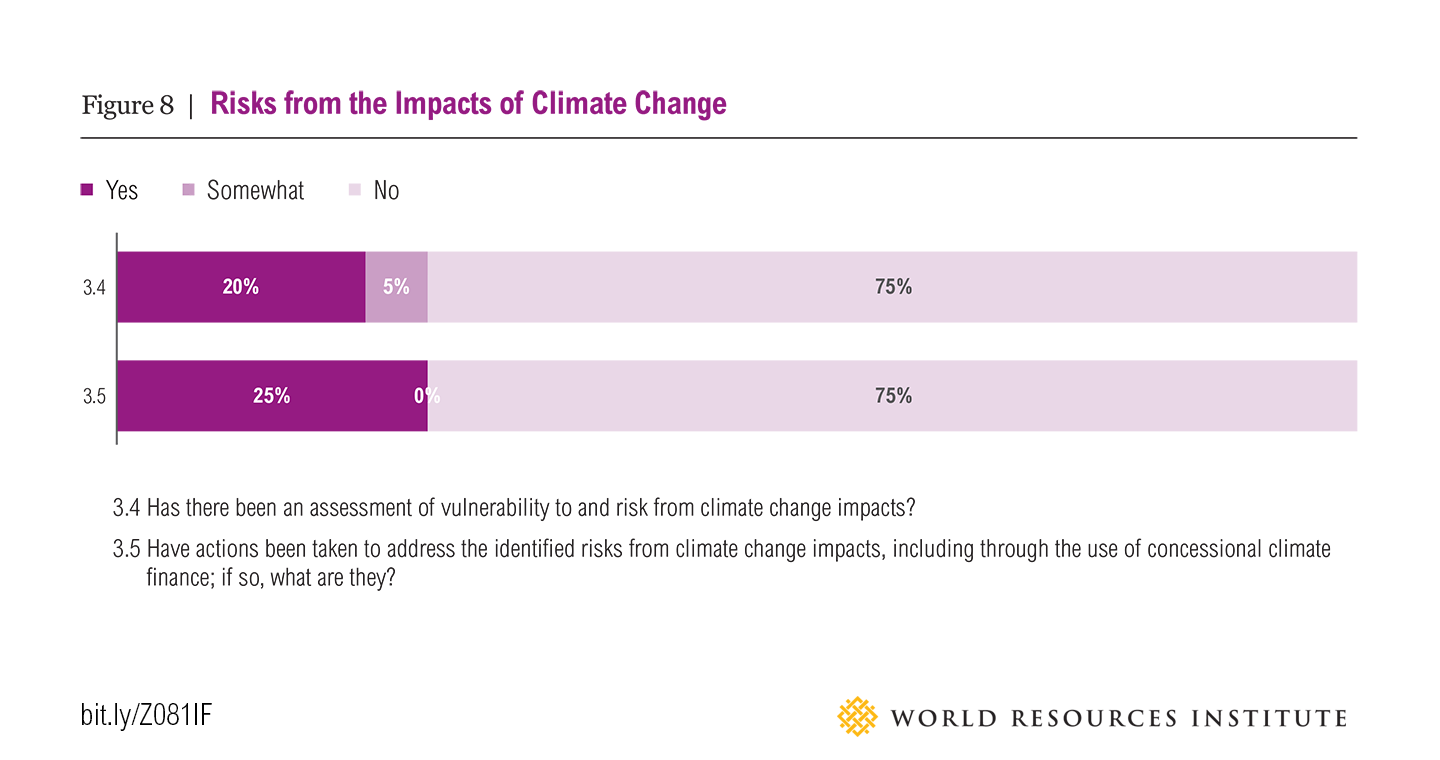 Figure 8 | Risks from the Impacts of Climate Change
Yes Somewhat No
3.4 20% 5% 75%
3.5 25% 0% 75%
3.4 Has there been an assessment of vulnerability to and risk from climate change impacts?
3.5 Have actions been taken to address the identified risks from climate change impacts, including through the use of concessional climate
finance; if so, what are they?
bit.ly/Z081IF WORLD RESOURCES INSTITUTE